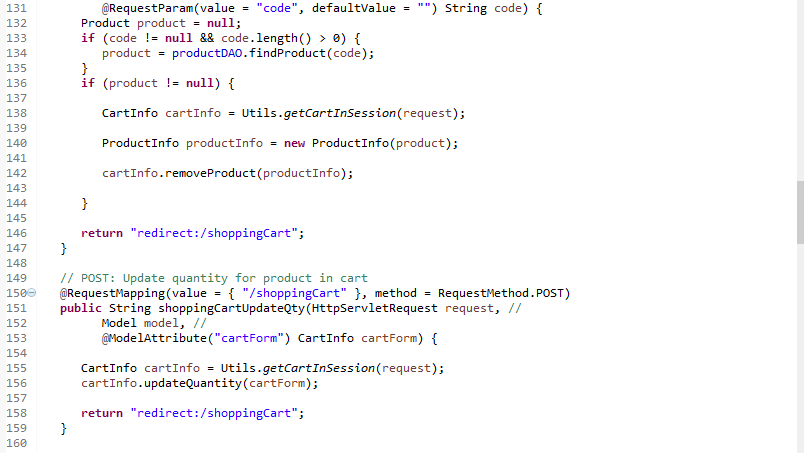 131 @RequestParam(value = "code", defaultValue = "") String code) {
132 Product product = null;
133 if (code != null && code.length() > 0) {
134 product = productDAO.findProduct(code);
135 }
136 if (product != null) {
137
138 CartInfo cartInfo = Utils.getCartInSession(request);
139
140 ProductInfo productInfo = new ProductInfo(product);
141
142 cartInfo.removeProduct(productInfo);
143
144 }
145
146 return "redirect:/shoppingCart";
147 }
148
149 // POST: Update quantity for product in cart
150 @RequestMapping(value = { "/shoppingCart" }, method = RequestMethod.POST)
151 public String shoppingCartUpdateQty(HttpServletRequest request, //
152 Model model, //
153 @ModelAttribute("cartForm") CartInfo cartForm) {
154
155 CartInfo cartInfo = Utils.getCartInSession(request);
156 cartInfo.updateQuantity(cartForm);
157
158 return "redirect:/shoppingCart";
159 }
160